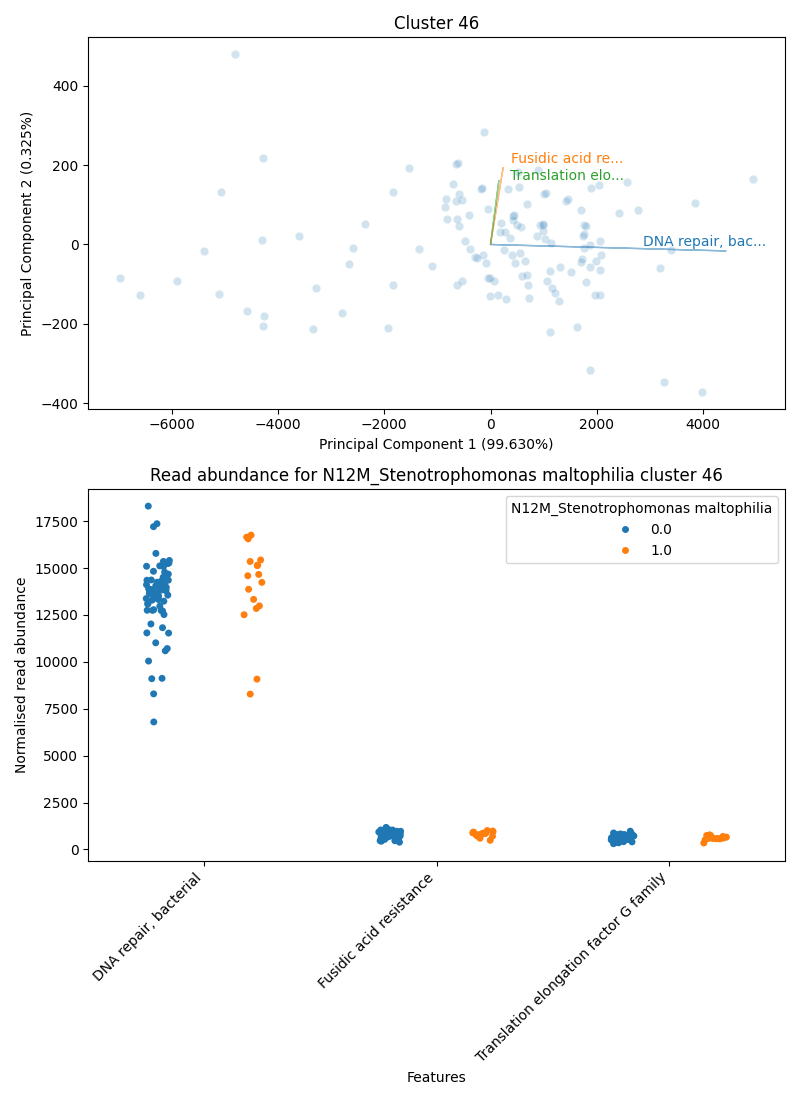 Cluster 46
Principal Component 2 (0.325%)
400
200
0
−200
−400
Fusidic acid re...
Translation elo...
DNA repair, bac...
−6000 −4000 −2000 0 2000 4000
Principal Component 1 (99.630%)
Read abundance for N12M_Stenotrophomonas maltophilia cluster 46
Normalised read abundance
17500
15000
12500
10000
7500
5000
2500
0
N12M_Stenotrophomonas maltophilia
0.0
1.0
DNA repair, bacterial
Fusidic acid resistance
Translation elongation factor G family
Features